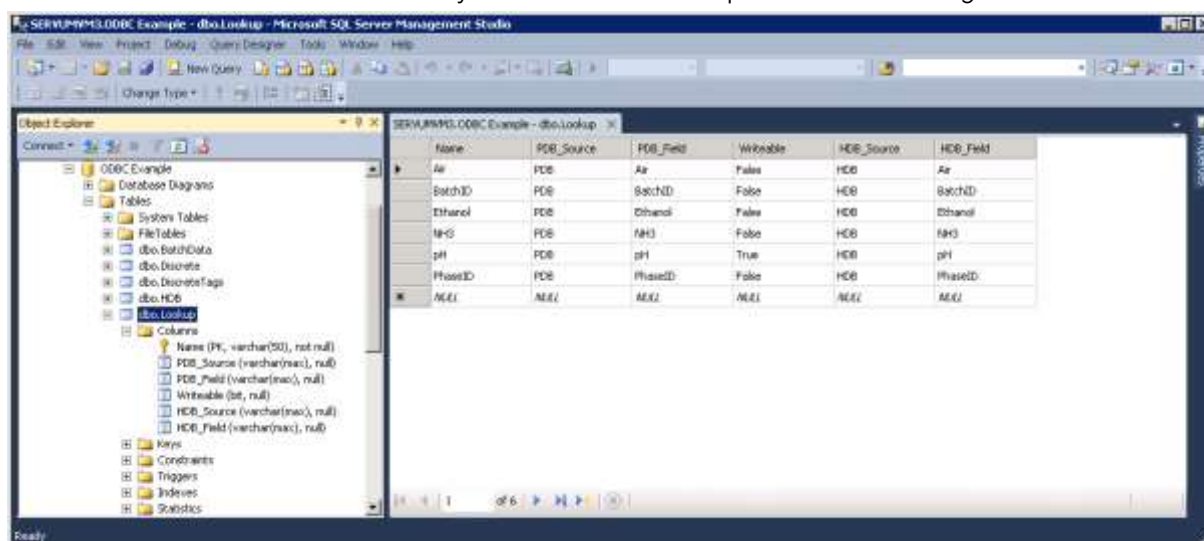 SERVUMVM3.ODBC Example - dbo.Lookup - Microsoft SQL Server Management Studio
File Edit View Project Debug Query Designer Tools Window Help
New Query
Change Type
Object Explorer
SERVUMVM3.ODBC Example - dbo.Lookup
Connect
ODBC Example
Database Diagrams
Tables
System Tables
FileTables
dbo.BatchData
dbo.Discrete
dbo.DiscreteTags
dbo.HDB
dbo.Lookup
Columns
Name (PK, varchar(50), not null)
PDB_Source (varchar(max), null)
PDB_Field (varchar(max), null)
Writeable (bit, null)
HDB_Source (varchar(max), null)
HDB_Field (varchar(max), null)
Keys
Constraints
Triggers
Indexes
Statistics
Name PDB_Source PDB_Field Writeable HDB_Source HDB_Field
Air PDB Air False HDB Air
BatchID PDB BatchID False HDB BatchID
Ethanol PDB Ethanol False HDB Ethanol
NH3 PDB NH3 False HDB NH3
pH PDB pH True HDB pH
PhaseID PDB PhaseID False HDB PhaseID
NULL NULL NULL NULL NULL NULL
1 of 6
Ready